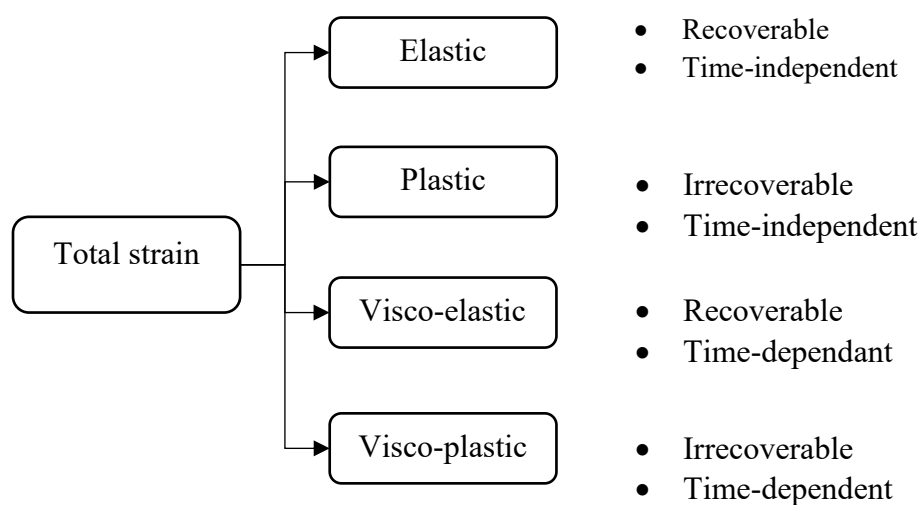 Elastic
• Recoverable
• Time-independent
Plastic
• Irrecoverable
• Time-independent
Total strain
Visco-elastic
• Recoverable
• Time-dependant
Visco-plastic
• Irrecoverable
• Time-dependent